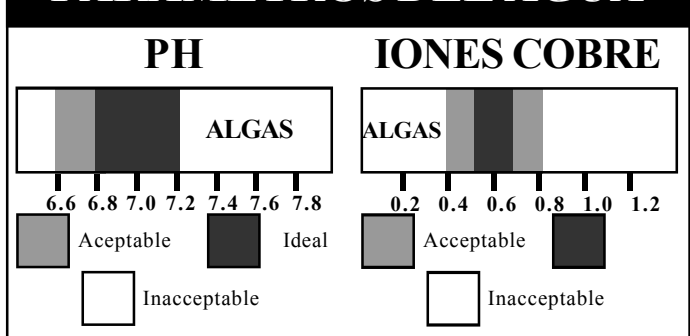 PARAMETROS DEL AGUA
PH
ALGAS
6.6 6.8 7.0 7.2 7.4 7.6 7.8
Aceptable
Ideal
Inacceptable
IONES COBRE
ALGAS
0.2 0.4 0.6 0.8 1.0 1.2
Acceptable
Inacceptable